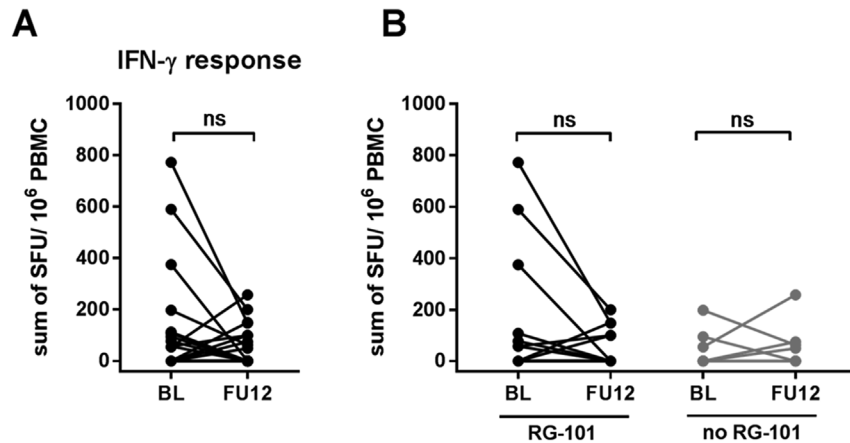 A
IFN-γ response
sum of SFU/ 10⁶ PBMC
1000
800
600
400
200
0
ns
BL FU12
B
sum of SFU/ 10⁶ PBMC
1000
800
600
400
200
0
ns ns
BL FU12 BL FU12
RG-101 no RG-101